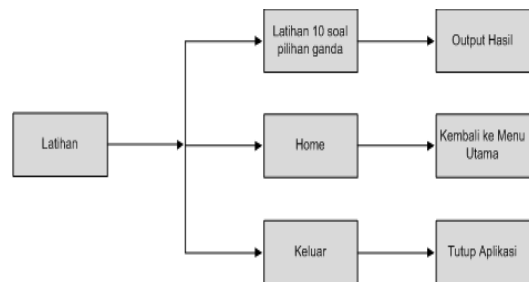 Latihan
Latihan 10 soal
pilihan ganda
Output Hasil
Home
Kembali ke Menu
Utama
Keluar
Tutup Aplikasi